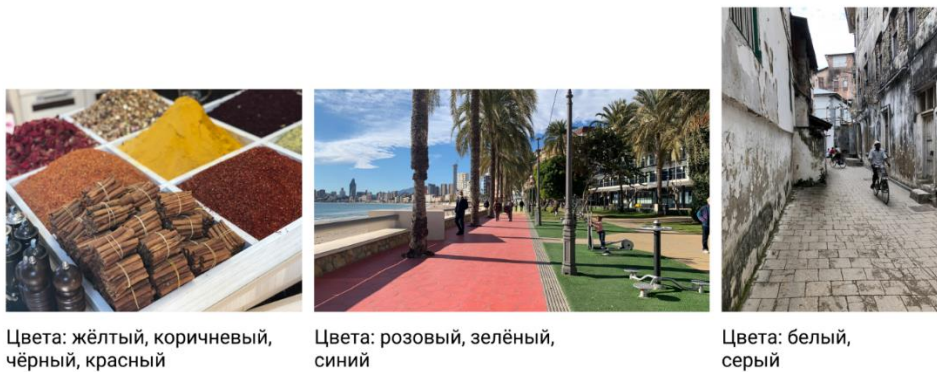 Цвета: жёлтый, коричневый,
чёрный, красный
Цвета: розовый, зелёный,
синий
Цвета: белый,
серый